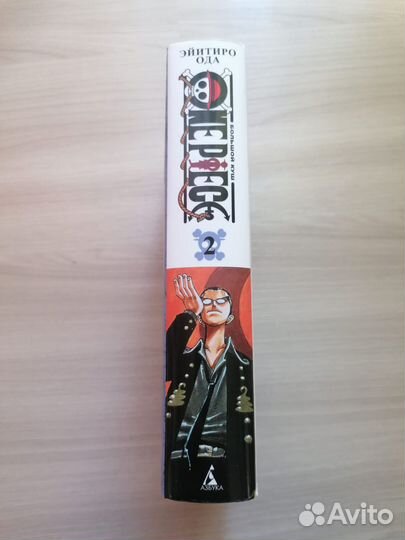 ЭЙИТИРО
ОДА
ONE PIECE
БОЛЬШОЙ КУШ
2
АЗБУКА
Avito